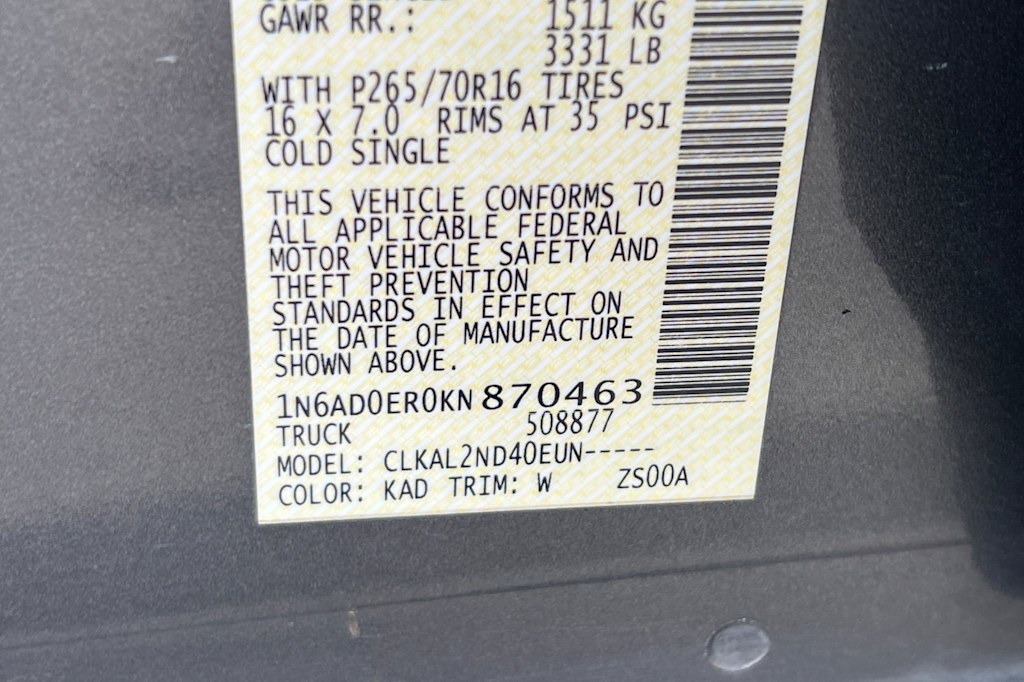 GAWR RR.: 1511 KG
3331 LB
WITH P265/70R16 TIRES
16 X 7.0 RIMS AT 35 PSI
COLD SINGLE
THIS VEHICLE CONFORMS TO
ALL APPLICABLE FEDERAL
MOTOR VEHICLE SAFETY AND
THEFT PREVENTION
STANDARDS IN EFFECT ON
THE DATE OF MANUFACTURE
SHOWN ABOVE.
1N6AD0ER0KN870463
TRUCK 508877
MODEL: CLKAL2ND40EUN-----
COLOR: KAD TRIM: W ZS00A